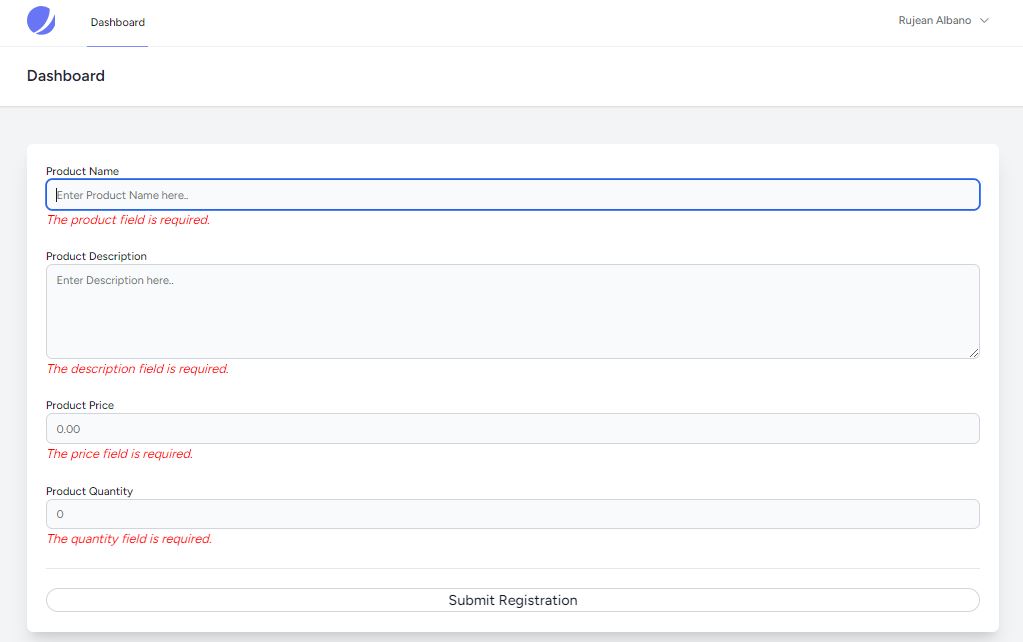 Dashboard
Rujean Albano
Dashboard
Product Name
Enter Product Name here..
The product field is required.
Product Description
Enter Description here..
The description field is required.
Product Price
0.00
The price field is required.
Product Quantity
0
The quantity field is required.
Submit Registration